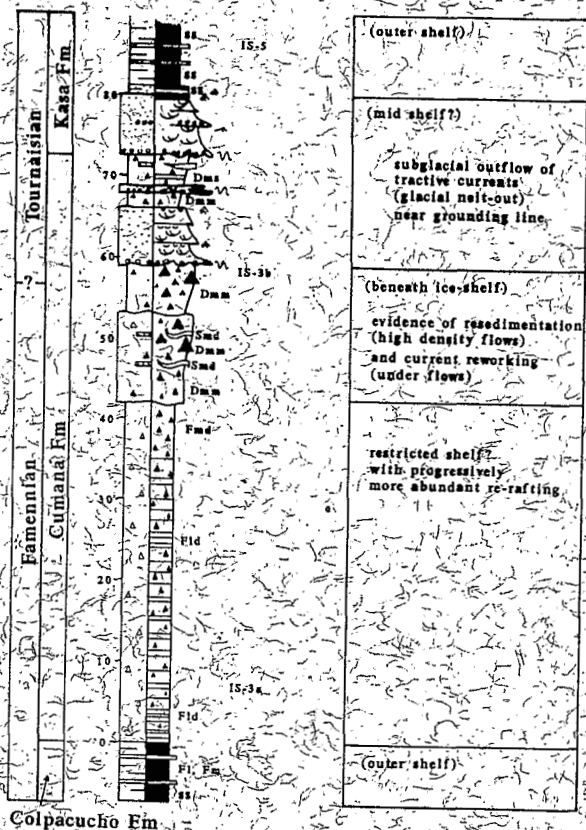 Tournaisian
Famennian
?
Kasa Fm
Cumana Fm
Colpacucho Fm
ss
IS-5
ss
80
ss
sss
70
Dms
Dmm
60
IS-3b
Dmm
50
Smd
Dmm
Smd
Dmm
40
Fmd
30
Fld
20
10
IS-3a
Fld
0
Fl, Fm
ss
(outer shelf)
(mid shelf?)
subglacial outflow of
tractive currents
(glacial melt-out)
near grounding line
(beneath ice-shelf)
evidence of resedimentation
(high density flows)
and current reworking
(under flows)
restricted shelf?
with progressively
more abundant re-rafting
(outer shelf)